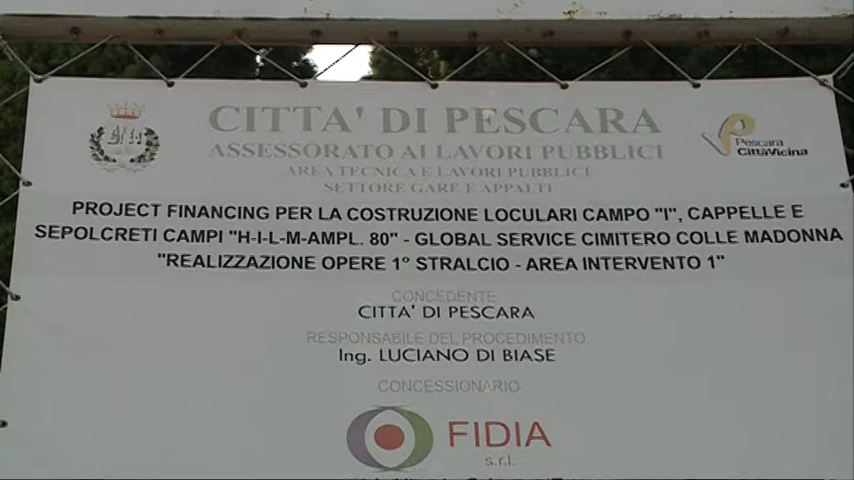 CITTA' DI PESCARA
ASSESSORATO AI LAVORI PUBBLICI
AREA TECNICA E LAVORI PUBBLICI
SETTORE GARE E APPALTI
Pescara
CittàVicina
PROJECT FINANCING PER LA COSTRUZIONE LOCULARI CAMPO "I", CAPPELLE E
SEPOLCRETI CAMPI "H-I-L-M-AMPL. 80" - GLOBAL SERVICE CIMITERO COLLE MADONNA/
"REALIZZAZIONE OPERE 1° STRALCIO - AREA INTERVENTO 1"
CONCEDENTE
CITTA' DI PESCARA
RESPONSABILE DEL PROCEDIMENTO
Ing. LUCIANO DI BIASE
CONCESSIONARIO
FIDIA
s.r.l.